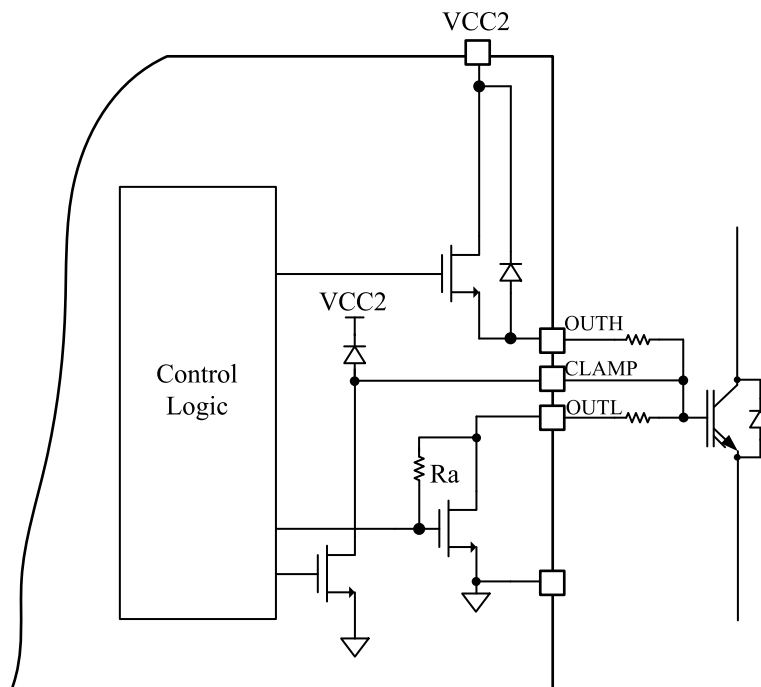 VCC2
OUTH
VCC2
CLAMP
Control
Logic
OUTL
Ra